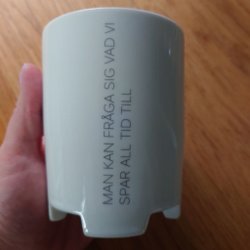 MAN KAN FRÅGA SIG VAD VI
SPAR ALL TID TILL